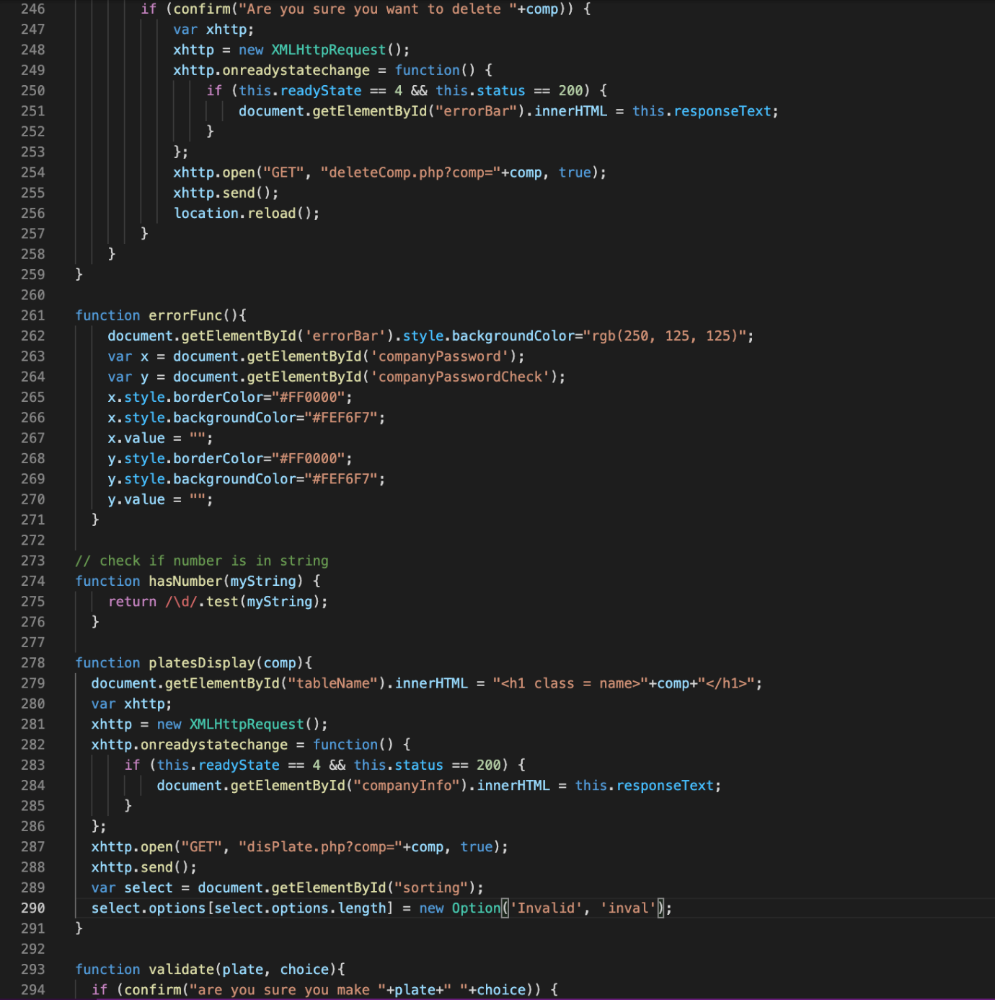 246 if (confirm("Are you sure you want to delete "+comp)) {
247 var xhttp;
248 xhttp = new XMLHttpRequest();
249 xhttp.onreadystatechange = function() {
250 if (this.readyState == 4 && this.status == 200) {
251 document.getElementById("errorBar").innerHTML = this.responseText;
252 }
253 };
254 xhttp.open("GET", "deleteComp.php?comp="+comp, true);
255 xhttp.send();
256 location.reload();
257 }
258 }
259 }
260
261 function errorFunc(){
262 document.getElementById('errorBar').style.backgroundColor="rgb(250, 125, 125)";
263 var x = document.getElementById('companyPassword');
264 var y = document.getElementById('companyPasswordCheck');
265 x.style.borderColor="#FF0000";
266 x.style.backgroundColor="#FEF6F7";
267 x.value = "";
268 y.style.borderColor="#FF0000";
269 y.style.backgroundColor="#FEF6F7";
270 y.value = "";
271 }
272
273 // check if number is in string
274 function hasNumber(myString) {
275 return /\d/.test(myString);
276 }
277
278 function platesDisplay(comp){
279 document.getElementById("tableName").innerHTML = "<h1 class = name>"+comp+"</h1>";
280 var xhttp;
281 xhttp = new XMLHttpRequest();
282 xhttp.onreadystatechange = function() {
283 if (this.readyState == 4 && this.status == 200) {
284 document.getElementById("companyInfo").innerHTML = this.responseText;
285 }
286 };
287 xhttp.open("GET", "disPlate.php?comp="+comp, true);
288 xhttp.send();
289 var select = document.getElementById("sorting");
290 select.options[select.options.length] = new Option('Invalid', 'inval');
291 }
292
293 function validate(plate, choice){
294 if (confirm("are you sure you make "+plate+" "+choice)) {